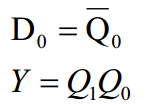 D₀ = Q̅₀
Y = Q₁Q₀